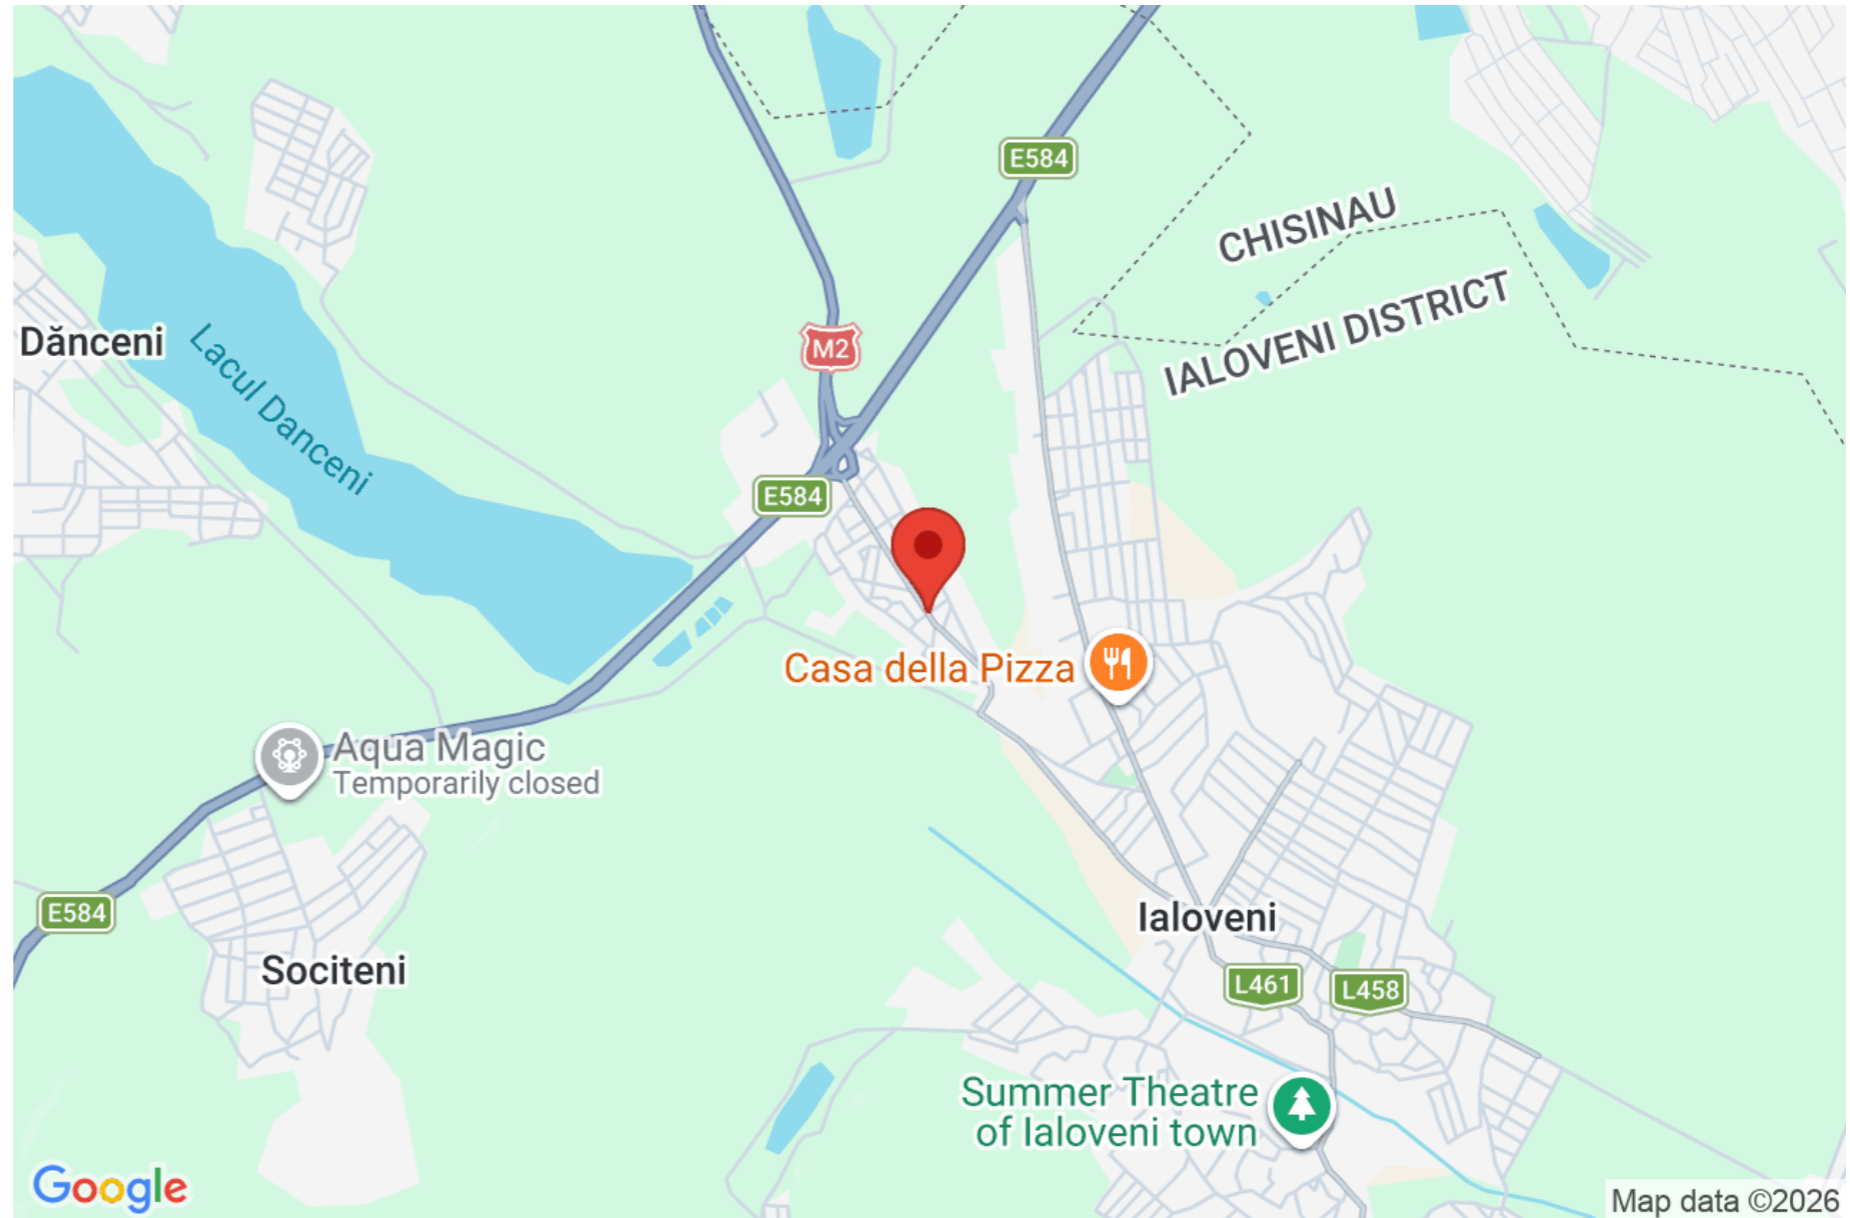 E584
CHISINAU
IALOVENI DISTRICT
Dănceni
Lacul Danceni
M2
E584
Casa della Pizza
Aqua Magic
Temporarily closed
E584
Ialoveni
Sociteni
L461
L458
Summer Theatre
of Ialoveni town
Google
Map data ©2026